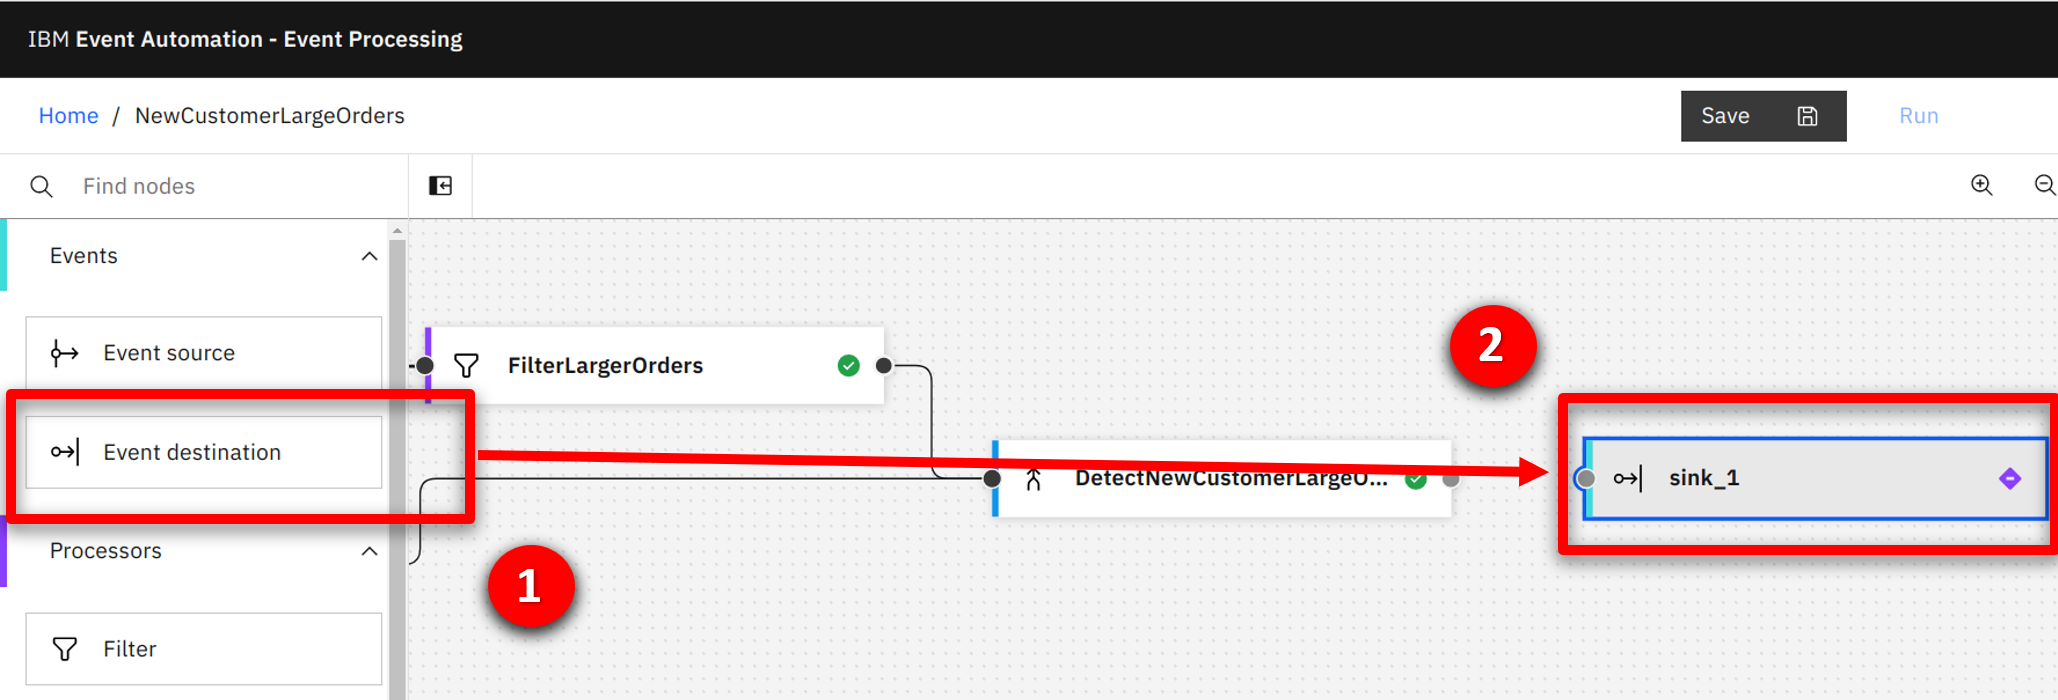 IBM Event Automation - Event Processing
Home / NewCustomerLargeOrders
Save
Run
Find nodes
Events
Event source
FilterLargerOrders
2
Event destination
DetectNewCustomerLargeO...
sink_1
Processors
1
Filter